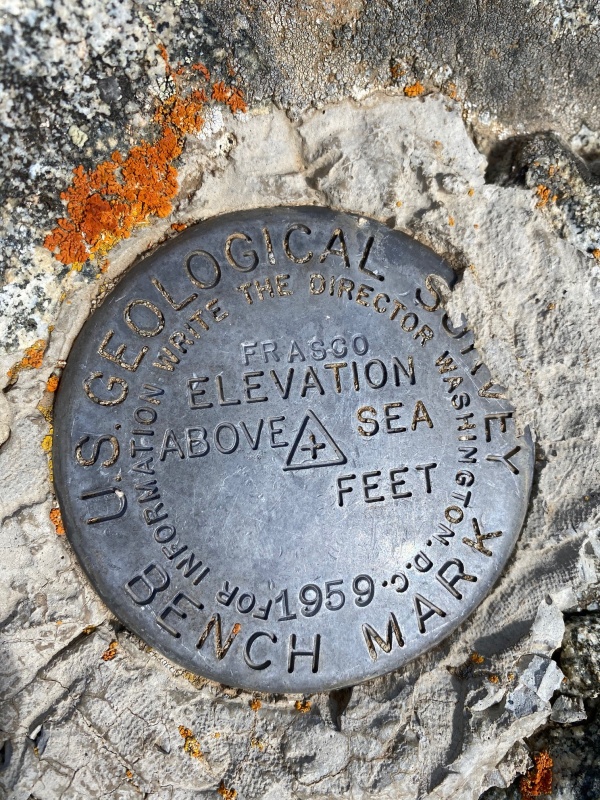 U.S. GEOLOGICAL SURVEY
WRITE THE DIRECTOR WASHINGTON, D.C.
FRASCO
ELEVATION
ABOVE SEA
FEET
1959
FOR INFORMATION
BENCH MARK